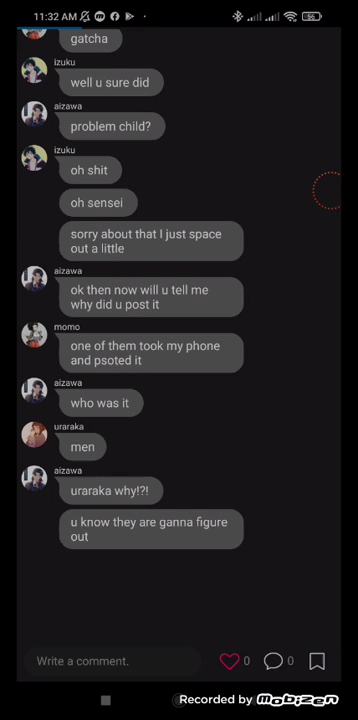 11:32 AM
56
gatcha
izuku
well u sure did
aizawa
problem child?
izuku
oh shit
oh sensei
sorry about that I just space
out a little
aizawa
ok then now will u tell me
why did u post it
momo
one of them took my phone
and psoted it
aizawa
who was it
uraraka
men
aizawa
uraraka why!?!
u know they are ganna figure
out
Write a comment.
0
0
Recorded by mobizen